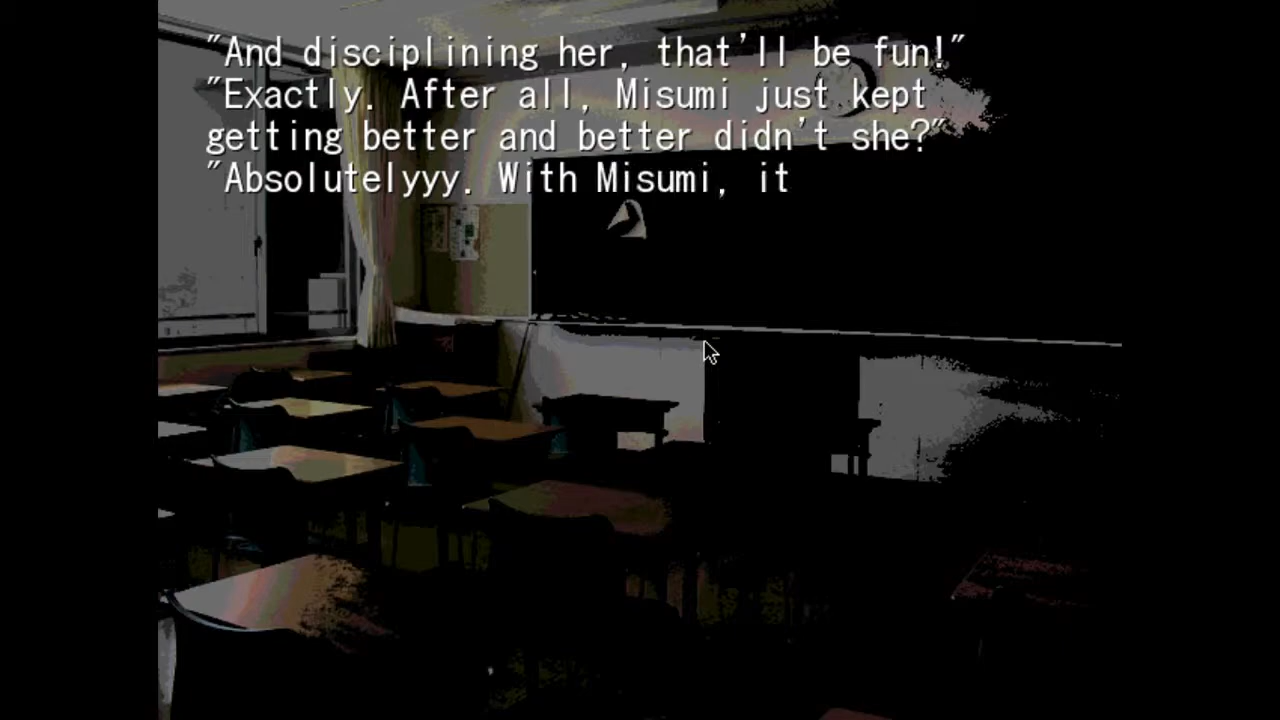 "And disciplining her, that'll be fun!"
"Exactly. After all, Misumi just kept
getting better and better didn't she?"
"Absolutelyyy. With Misumi, it